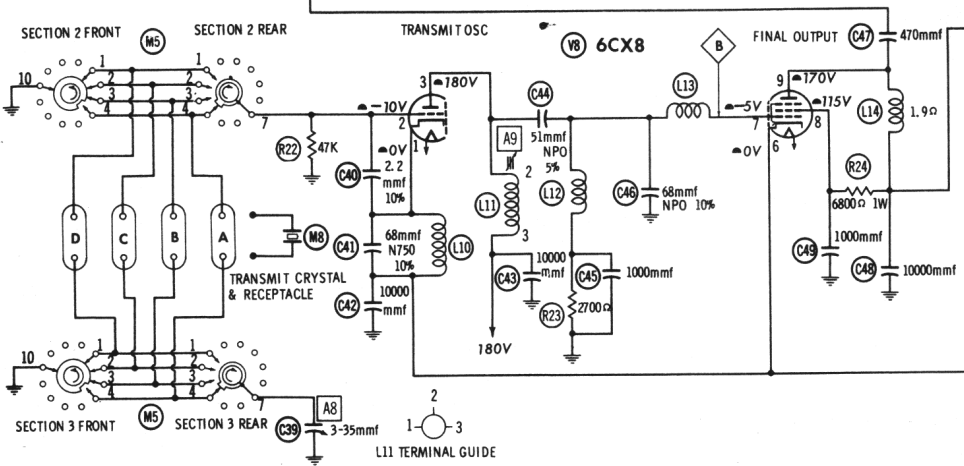 SECTION 2 FRONT
M5
SECTION 2 REAR
TRANSMIT OSC
V8 6CX8
B
FINAL OUTPUT
C47
470mmf
10
1
2
3
4
1
2
3
4
7
R22
47K
-10V
2
3
180V
0V
1
C40
2.2
mmf
10%
C44
51mmf
NPO
5%
A9
L11
2
3
L12
L13
-5V
7
9
170V
115V
8
0V
6
L14
1.9Ω
R24
6800Ω 1W
C46
68mmf
NPO 10%
D
C
B
A
M8
TRANSMIT CRYSTAL
& RECEPTACLE
C41
68mmf
N750
10%
L10
C42
10000
mmf
C43
10000
mmf
C45
1000mmf
R23
2700Ω
C49
1000mmf
C48
10000mmf
180V
10
1
2
3
4
1
2
3
4
7
SECTION 3 FRONT
M5
SECTION 3 REAR
C39
A8
3-35mmf
2
1
3
L11 TERMINAL GUIDE